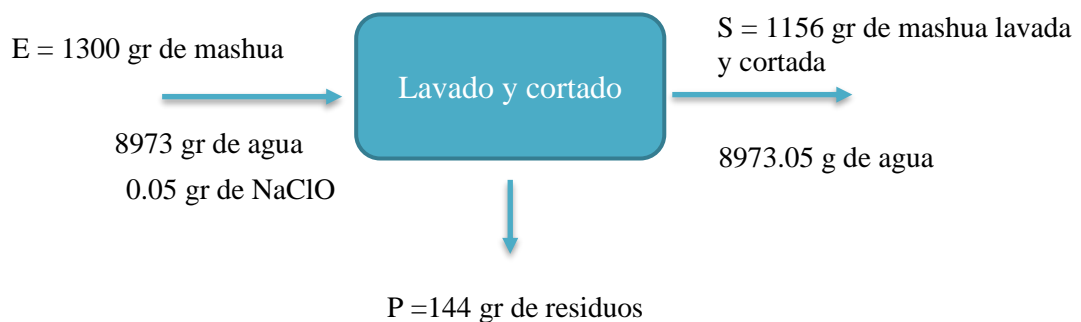 E = 1300 gr de mashua
8973 gr de agua
0.05 gr de NaClO
Lavado y cortado
S = 1156 gr de mashua lavada
y cortada
8973.05 g de agua
P =144 gr de residuos